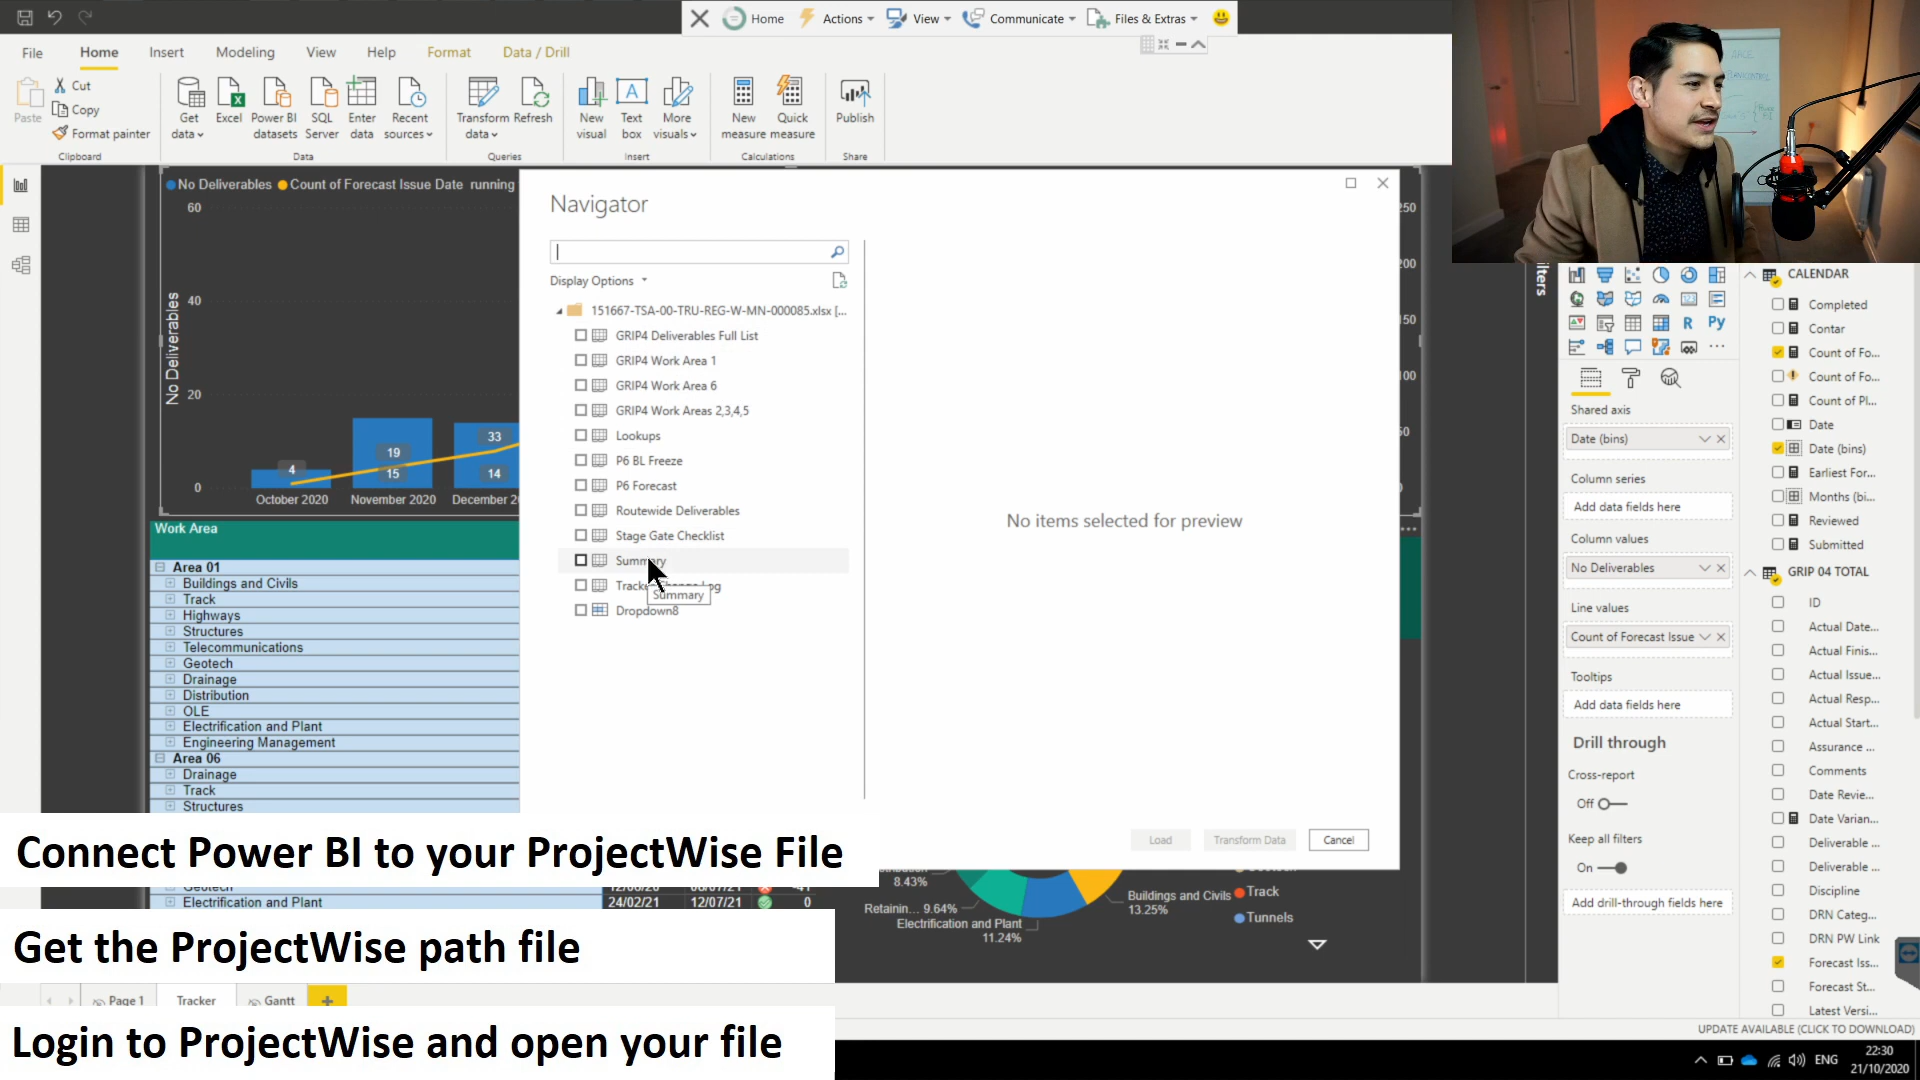 Home
Actions
View
Communicate
Files & Extras
File
Home
Insert
Modeling
View
Help
Format
Data / Drill
Paste
Cut
Copy
Format painter
Clipboard
Get data
Excel
Power BI datasets
SQL Server
Enter data
Recent sources
Data
Transform data
Refresh
Queries
New visual
Text box
More visuals
Insert
New measure
Quick measure
Calculations
Publish
Share
No Deliverables
Count of Forecast Issue Date running
60
40
20
0
No Deliverables
4
19
15
33
14
October 2020
November 2020
December 2
Work Area
Area 01
Buildings and Civils
Track
Highways
Structures
Telecommunications
Geotech
Drainage
Distribution
OLE
Electrification and Plant
Engineering Management
Area 06
Drainage
Track
Structures
Geotech
Electrification and Plant
24/02/21
12/07/21
0
Navigator
Display Options
151667-TSA-00-TRU-REG-W-MN-000085.xlsx [...
GRIP4 Deliverables Full List
GRIP4 Work Area 1
GRIP4 Work Area 6
GRIP4 Work Areas 2,3,4,5
Lookups
P6 BL Freeze
P6 Forecast
Routewide Deliverables
Stage Gate Checklist
Summary
Summary
Dropdown8
No items selected for preview
Load
Transform Data
Cancel
8.43%
Retainin... 9.64%
Electrification and Plant
11.24%
Buildings and Civils
13.25%
Track
Tunnels
R
Py
Shared axis
Date (bins)
Column series
Add data fields here
Column values
No Deliverables
Line values
Count of Forecast Issue
Tooltips
Add data fields here
Drill through
Cross-report
Off
Keep all filters
On
Add drill-through fields here
CALENDAR
Completed
Contar
Count of Fo...
Count of Fo...
Count of Pl...
Date
Date (bins)
Earliest For...
Months (bi...
Reviewed
Submitted
GRIP 04 TOTAL
ID
Actual Date...
Actual Finis...
Actual Issue...
Actual Resp...
Actual Start...
Assurance ...
Comments
Date Revie...
Date Varian...
Deliverable ...
Deliverable ...
Discipline
DRN Categ...
DRN PW Link
Forecast Iss...
Forecast St...
Latest Versi...
Connect Power BI to your ProjectWise File
Get the ProjectWise path file
Page 1
Tracker
Gantt
Login to ProjectWise and open your file
UPDATE AVAILABLE (CLICK TO DOWNLOAD)
ENG
22:30
21/10/2020